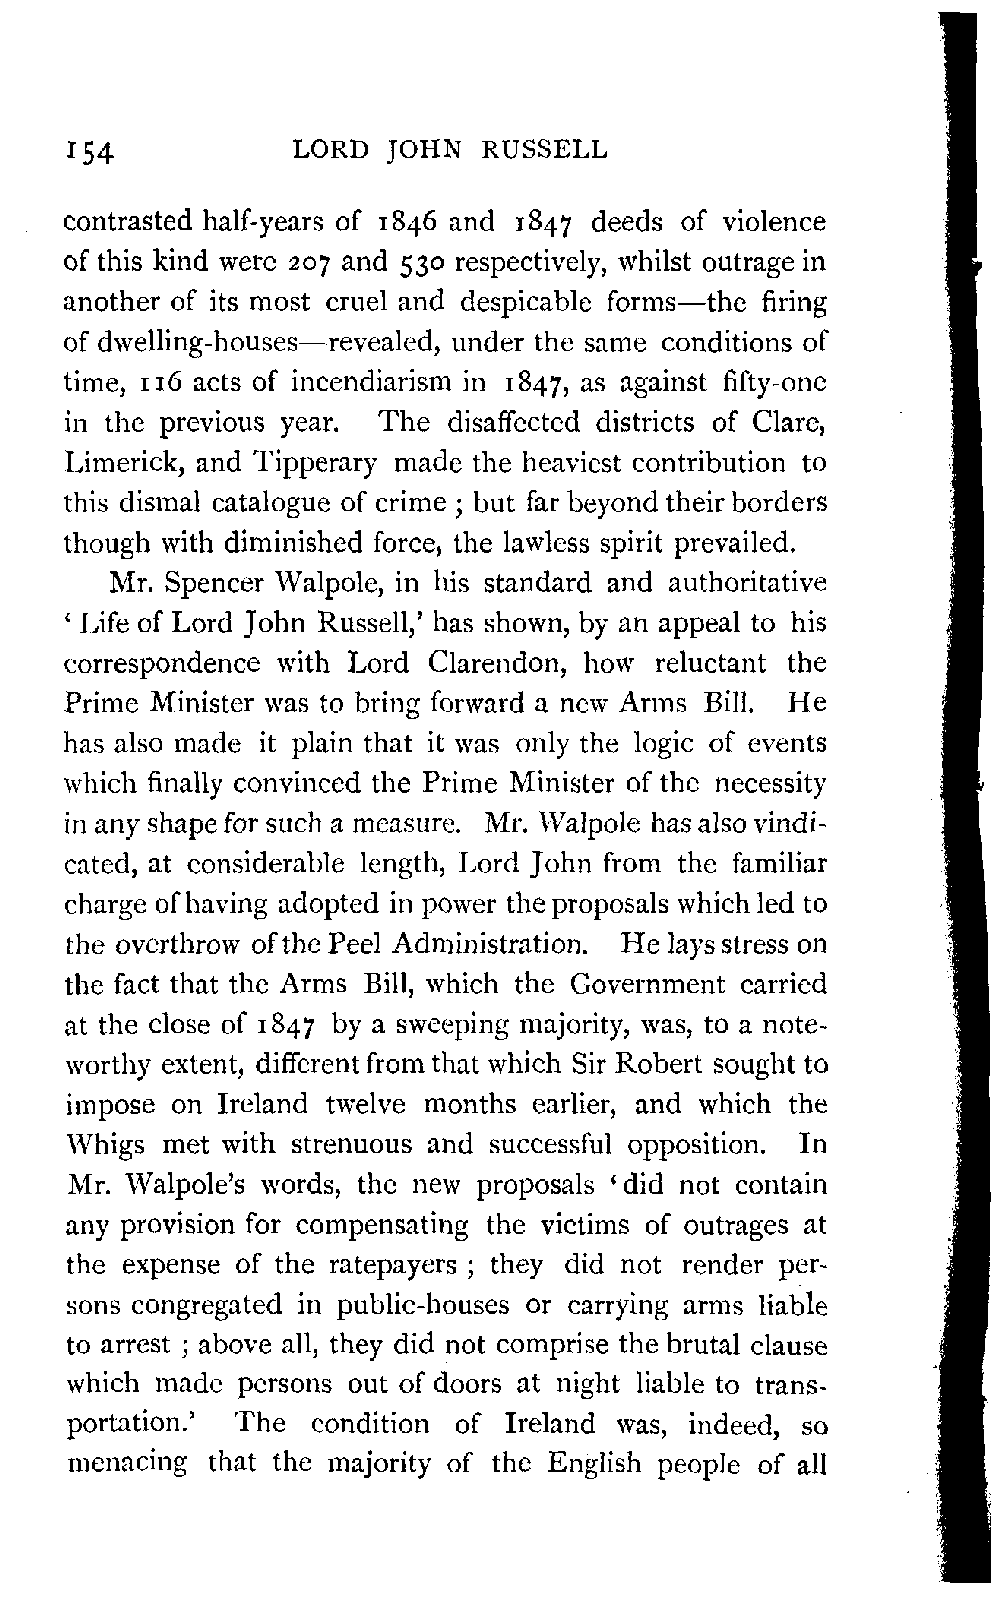 154 LORD JOHN RUSSELL
contrasted half-years of 1846 and 1847 deeds of violence
of this kind were 207 and 530 respectively, whilst outrage in
another of its most cruel and despicable forms—the firing
of dwelling-houses—revealed, under the same conditions of
time, 116 acts of incendiarism in 1847, as against fifty-one
in the previous year. The disaffected districts of Clare,
Limerick, and Tipperary made the heaviest contribution to
this dismal catalogue of crime ; but far beyond their borders
though with diminished force, the lawless spirit prevailed.
Mr. Spencer Walpole, in his standard and authoritative
‘ Life of Lord John Russell,’ has shown, by an appeal to his
correspondence with Lord Clarendon, how reluctant the
Prime Minister was to bring forward a new Arms Bill. He
has also made it plain that it was only the logic of events
which finally convinced the Prime Minister of the necessity
in any shape for such a measure. Mr. Walpole has also vindi-
cated, at considerable length, Lord John from the familiar
charge of having adopted in power the proposals which led to
the overthrow of the Peel Administration. He lays stress on
the fact that the Arms Bill, which the Government carried
at the close of 1847 by a sweeping majority, was, to a note-
worthy extent, different from that which Sir Robert sought to
impose on Ireland twelve months earlier, and which the
Whigs met with strenuous and successful opposition. In
Mr. Walpole’s words, the new proposals ‘ did not contain
any provision for compensating the victims of outrages at
the expense of the ratepayers ; they did not render per-
sons congregated in public-houses or carrying arms liable
to arrest ; above all, they did not comprise the brutal clause
which made persons out of doors at night liable to trans-
portation.’ The condition of Ireland was, indeed, so
menacing that the majority of the English people of all